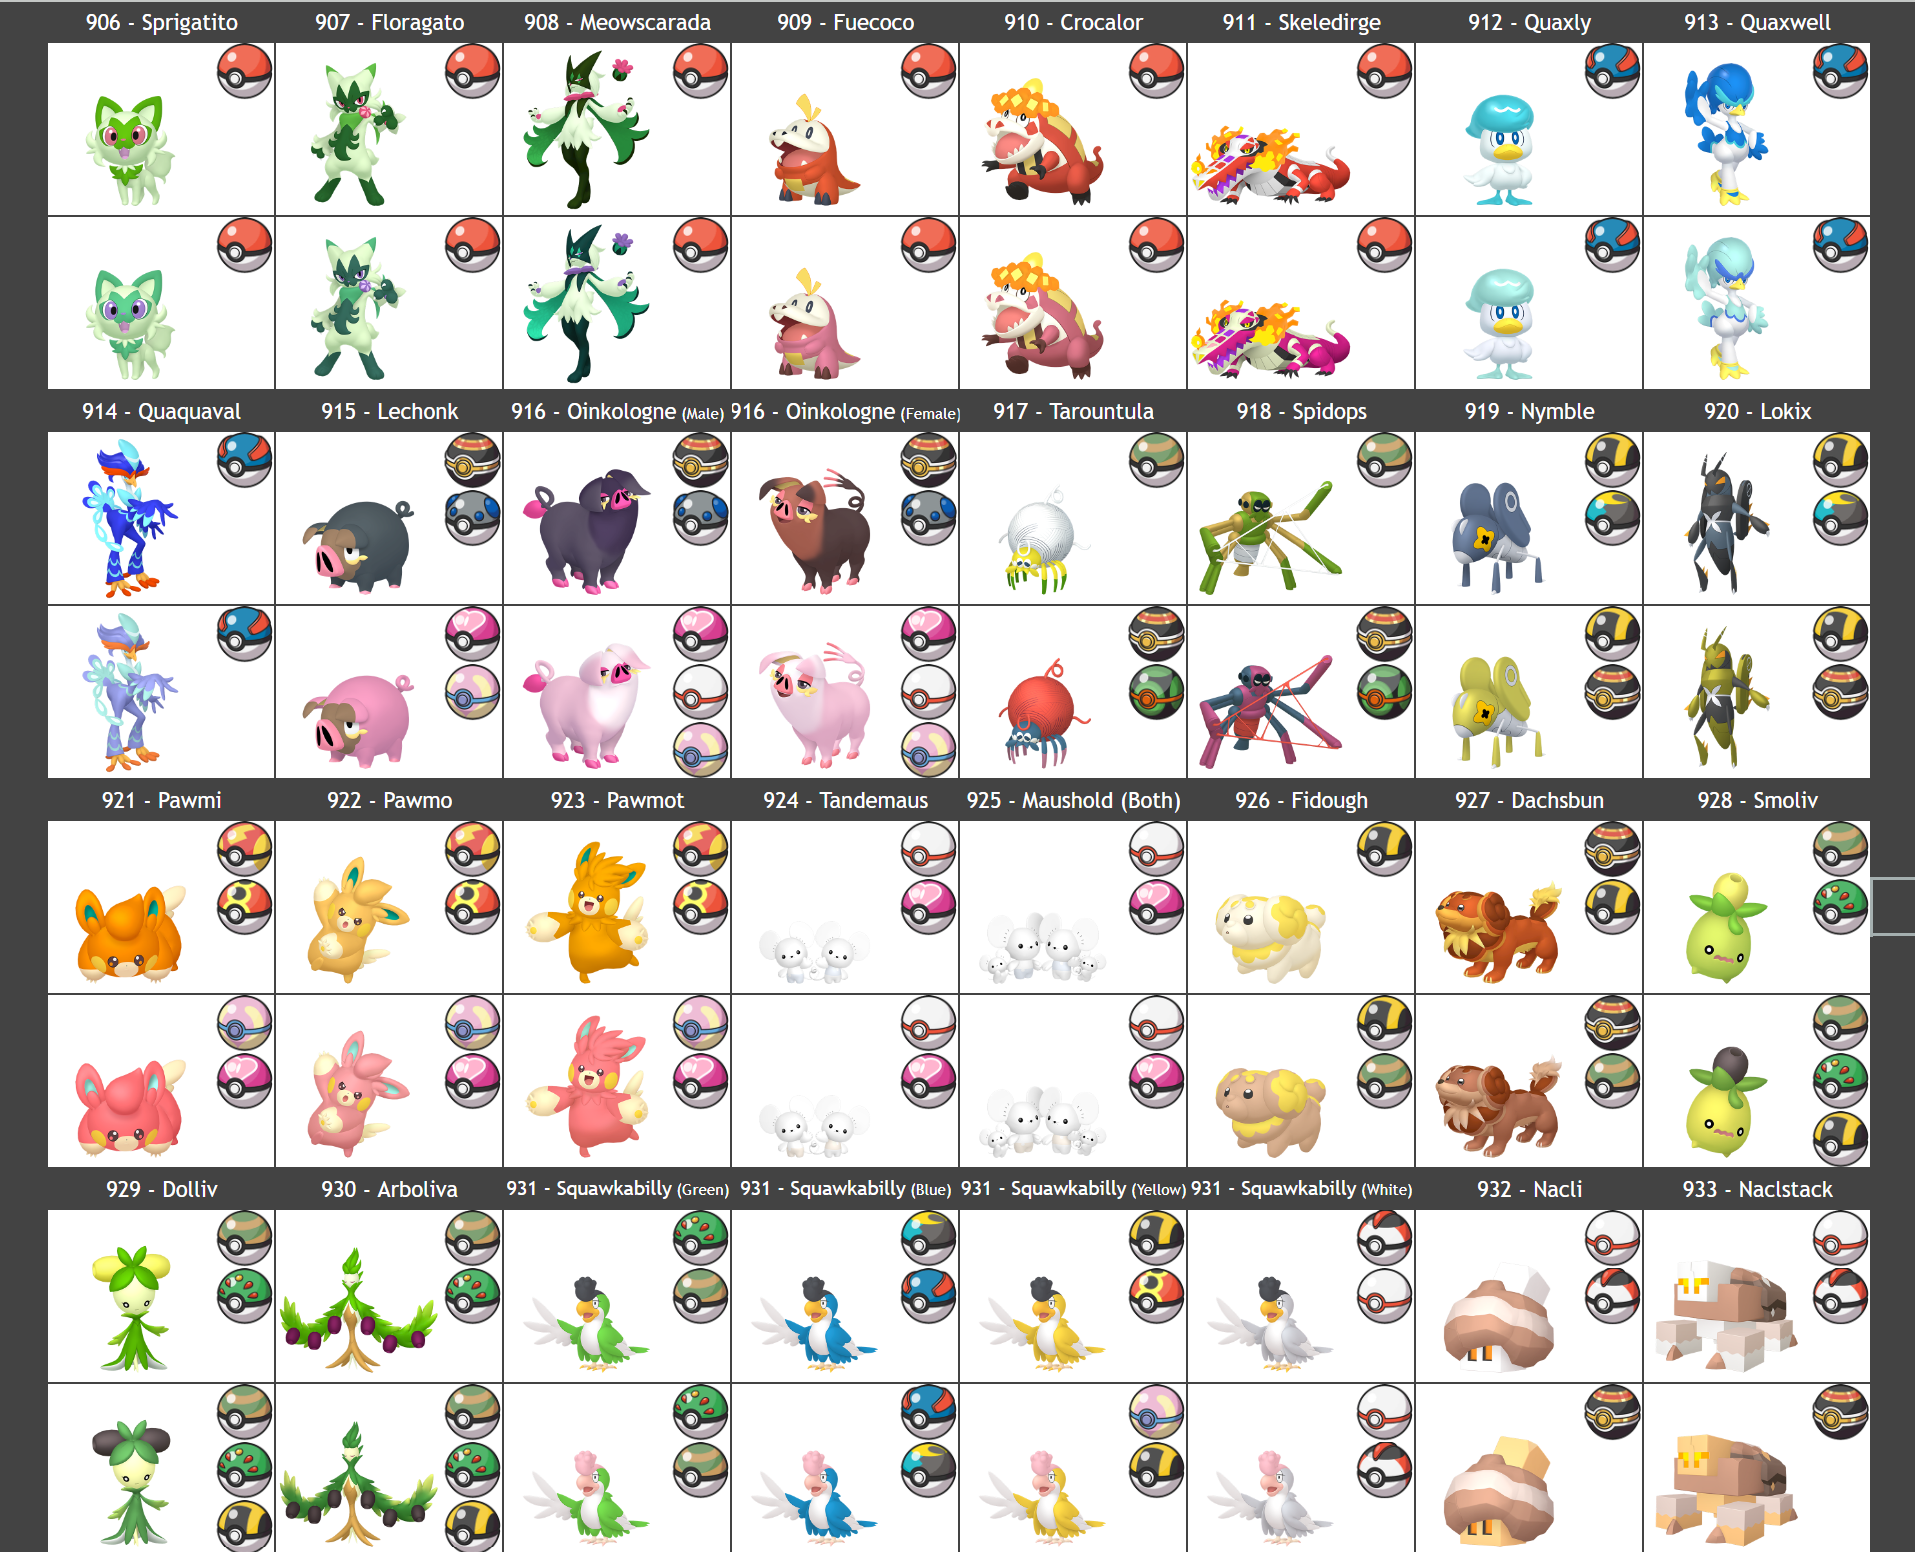 906 - Sprigatito 907 - Floragato 908 - Meowscarada 909 - Fuecoco 910 - Crocalor 911 - Skeledirge 912 - Quaxly 913 - Quaxwell
914 - Quaquaval 915 - Lechonk 916 - Oinkologne (Male) 916 - Oinkologne (Female) 917 - Tarountula 918 - Spidops 919 - Nymble 920 - Lokix
921 - Pawmi 922 - Pawmo 923 - Pawmot 924 - Tandemaus 925 - Maushold (Both) 926 - Fidough 927 - Dachsbun 928 - Smoliv
929 - Dolliv 930 - Arboliva 931 - Squawkabilly (Green) 931 - Squawkabilly (Blue) 931 - Squawkabilly (Yellow) 931 - Squawkabilly (White) 932 - Nacli 933 - Naclstack